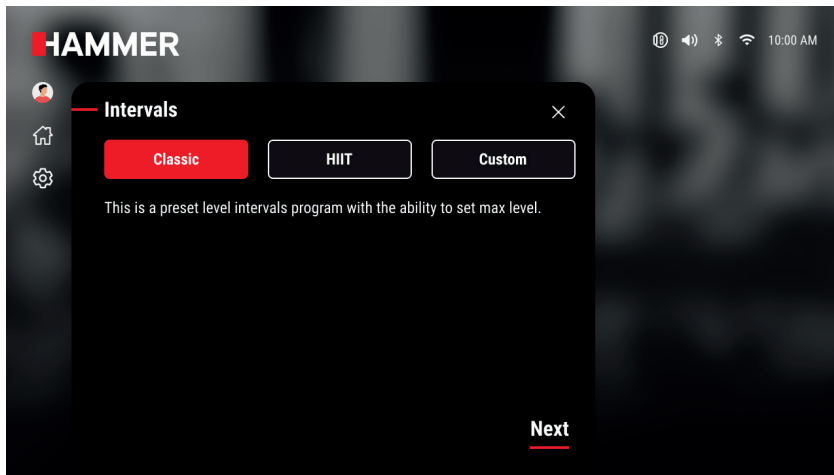 HAMMER
10:00 AM
Intervals
Classic
HIIT
Custom
This is a preset level intervals program with the ability to set max level.
Next